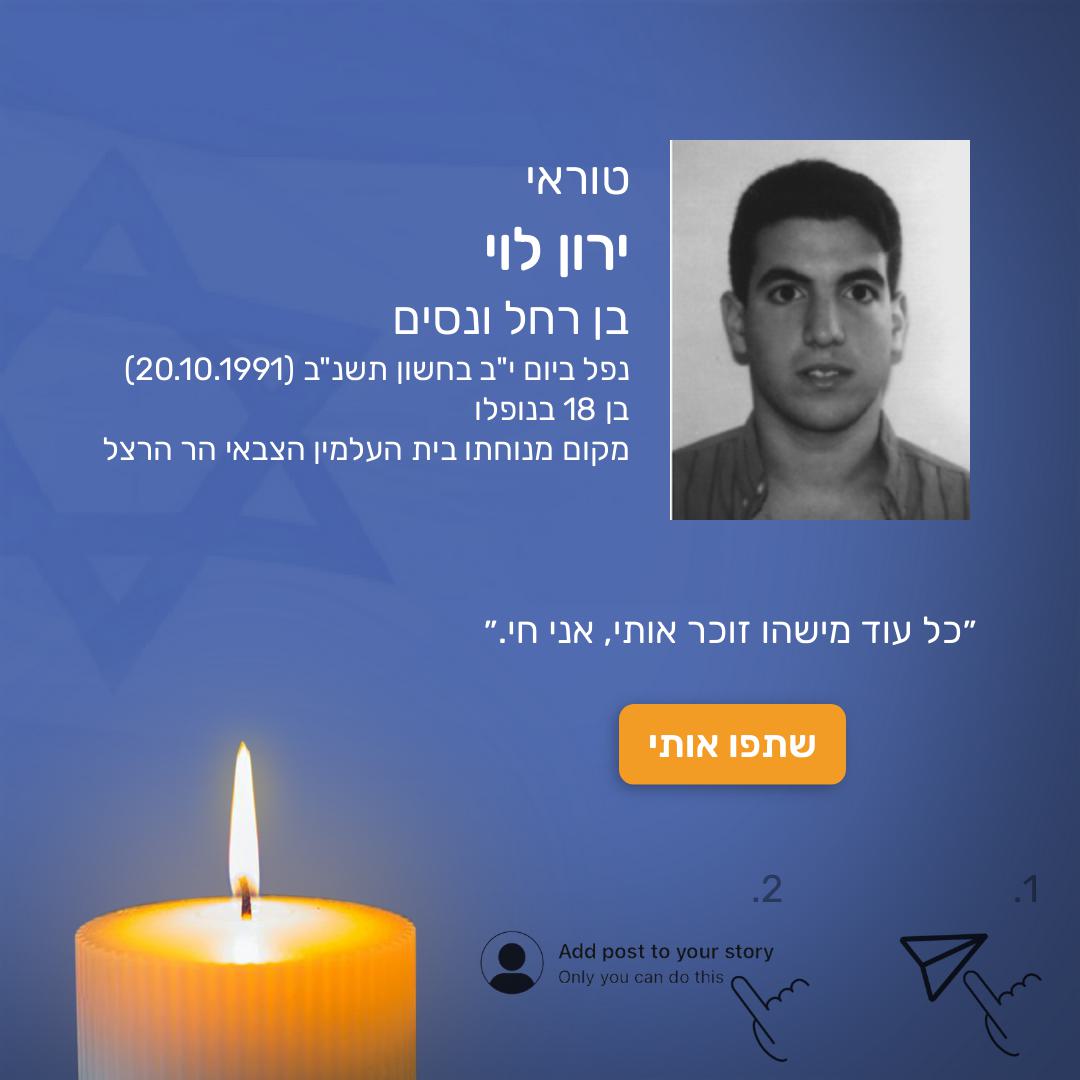 טוראי
ירון לוי
בן רחל ונסים
נפל ביום י"ב בחשון תשנ"ב (20.10.1991)
בן 18 בנופלו
מקום מנוחתו בית העלמין הצבאי הר הרצל
״כל עוד מישהו זוכר אותי, אני חי.״
שתפו אותי
.1
.2
Add post to your story
Only you can do this